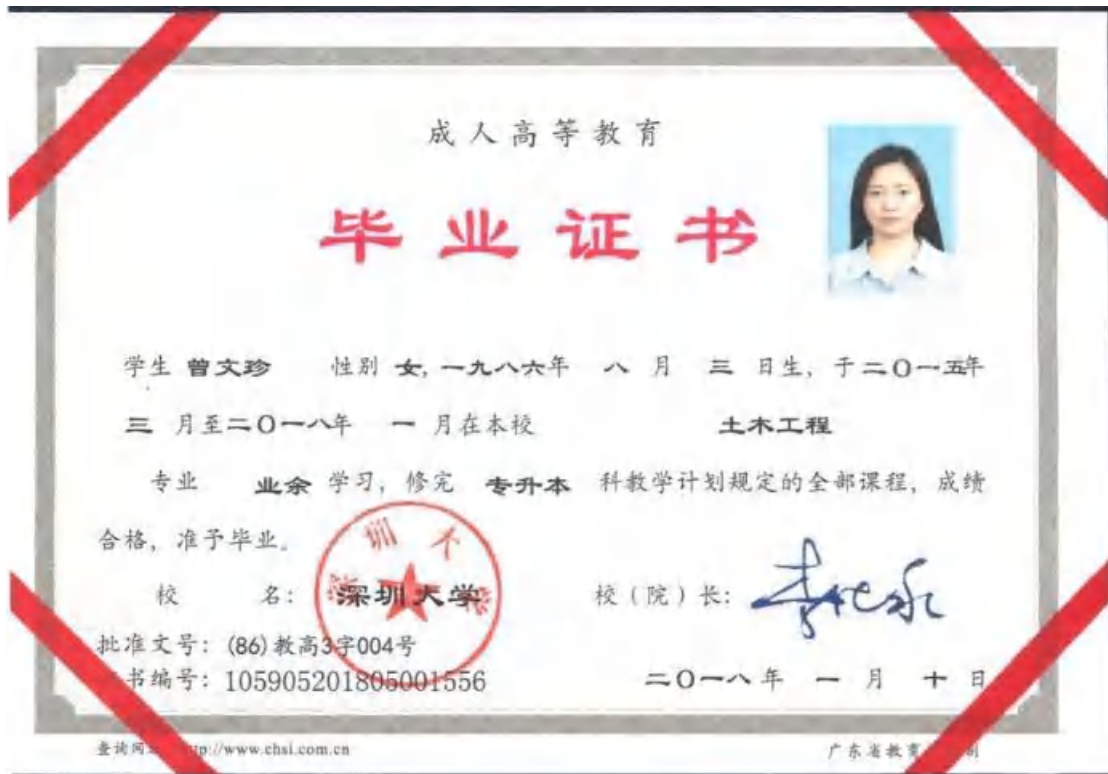 成人高等教育
毕业证书
学生 曾文珍 性别 女, 一九八六年 八 月 三 日生, 于二〇一五年
三 月至二〇一八年 一 月在本校 土木工程
专业 业余 学习, 修完 专升本 科教学计划规定的全部课程, 成绩
合格, 准予毕业。
校 名: 深圳大学 校(院)长:
批准文号: (86)教高3字004号
书编号: 105905201805001556 二〇一八年 一 月 十 日
查询网 tp://www.chsi.com.cn 广东省教育 制